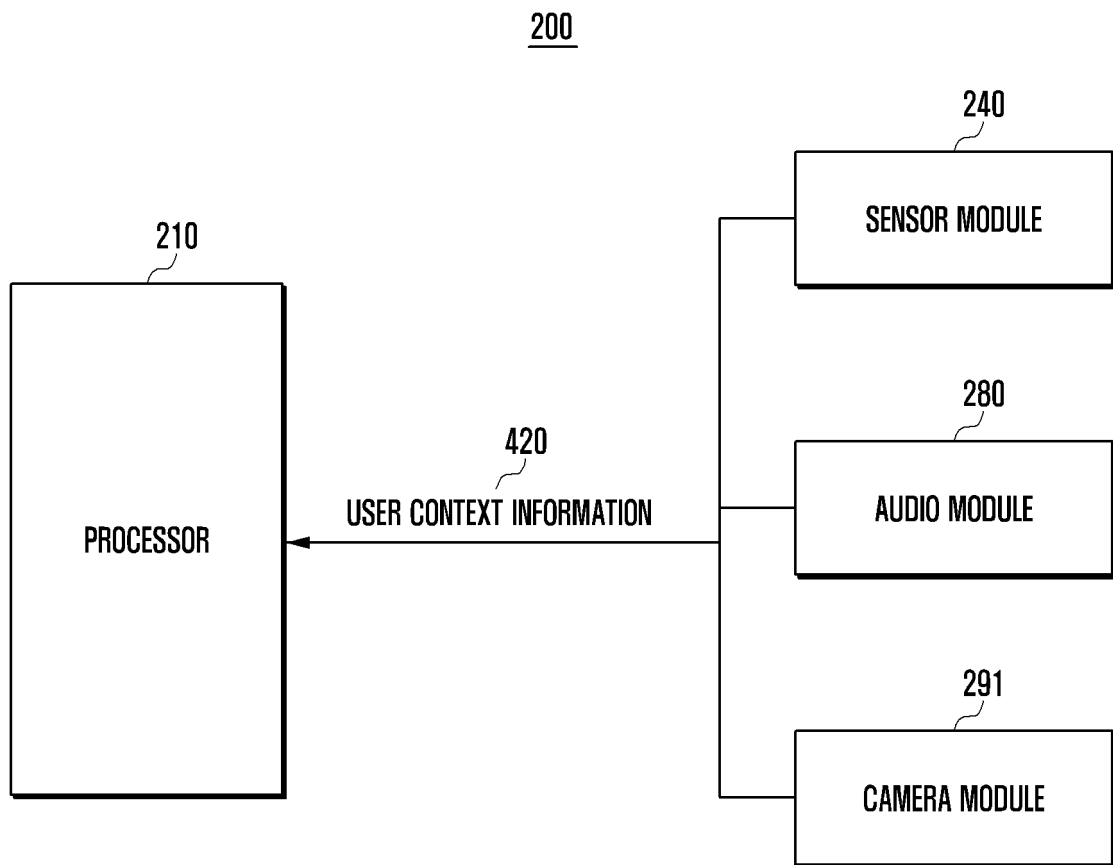 200
240
SENSOR MODULE
210
280
420
AUDIO MODULE
USER CONTEXT INFORMATION
PROCESSOR
291
CAMERA MODULE